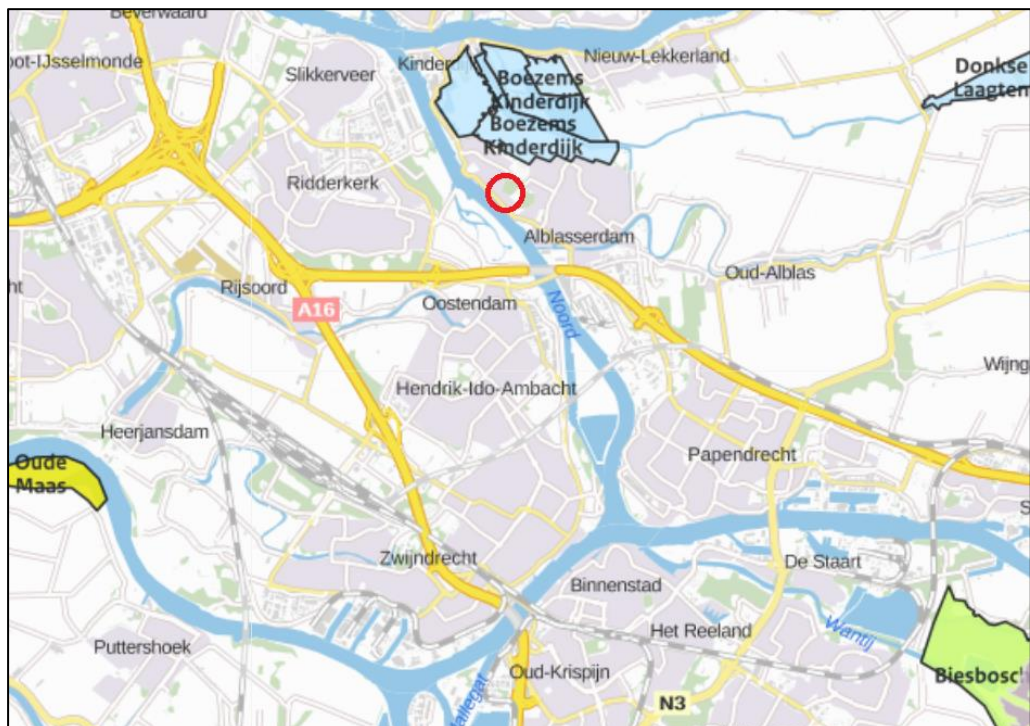 Beverwaard
oot-IJsselmonde
Slikkerveer
Kinder
Nieuw-Lekkerland
Boezems
Kinderdijk
Boezems
Kinderdijk
Donkse
Laagten
Ridderkerk
Alblasserdam
Oud-Alblas
Rijsoord
Oostendam
A16
Noord
Wijng
Hendrik-Ido-Ambacht
Heerjansdam
Papendrecht
Oude
Maas
Zwijndrecht
De Staart
Binnenstad
Het Reeland
Wantij
Puttershoek
Oud-Krispijn
Biesbosc
N3